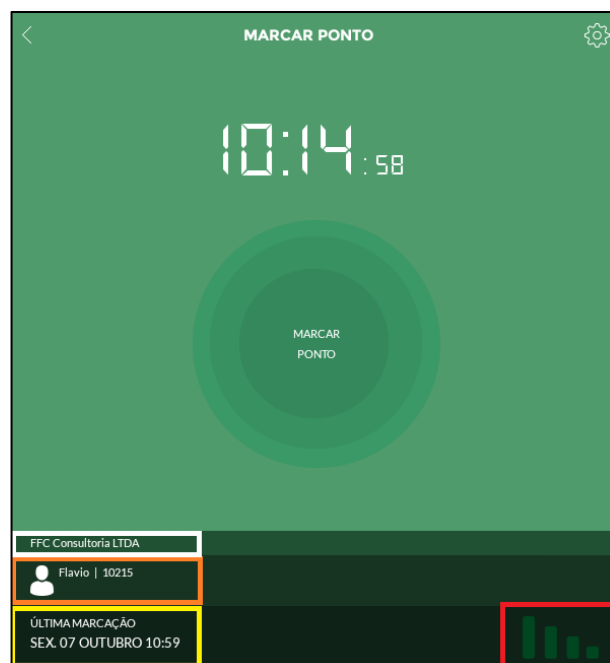 MARCAR PONTO
10:14:58
MARCAR
PONTO
FFC Consultoria LTDA
Flavio | 10215
ÚLTIMA MARCAÇÃO
SEX. 07 OUTUBRO 10:59